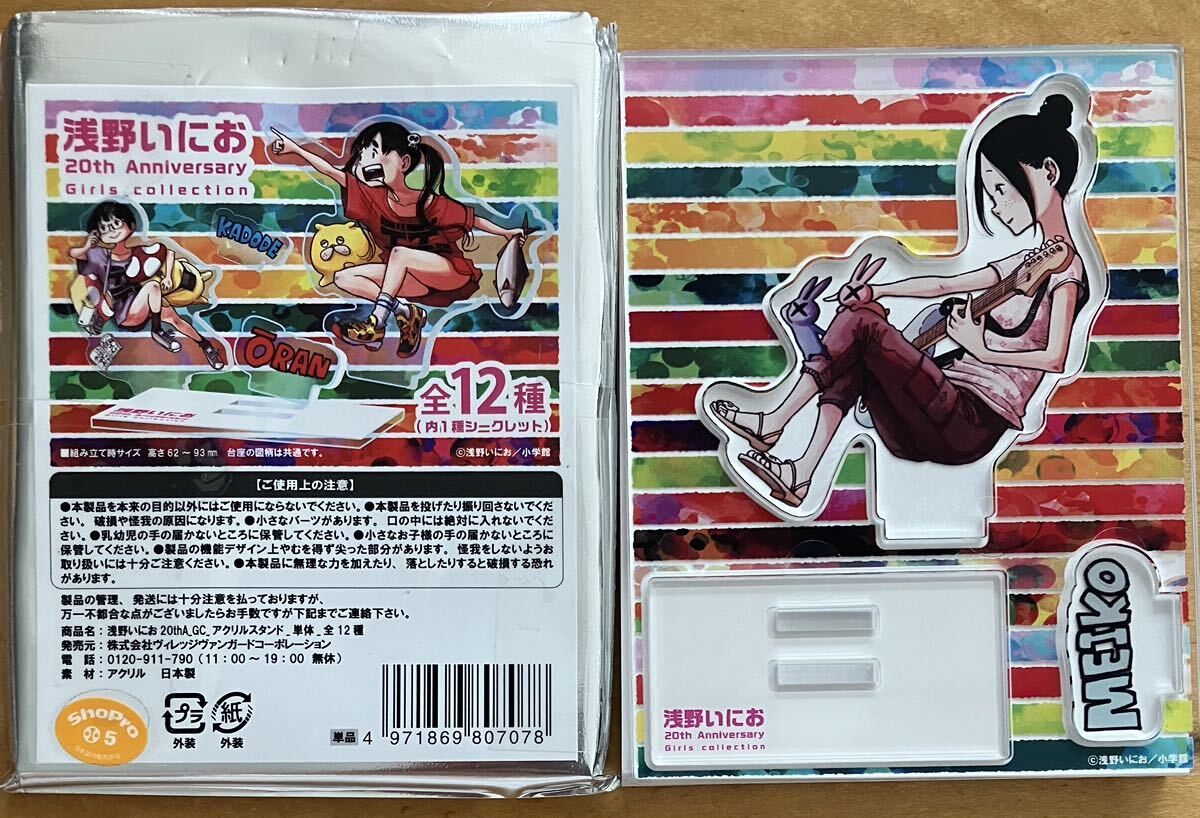 浅野いにお
20th Anniversary
Girls collection
KADODE
ŌRAN
浅野いにお
20th Anniversary
全12種
(内1種シークレット)
■組み立て時サイズ 高さ62～93㎜ 台座の図柄は共通です。
©浅野いにお/小学館
【ご使用上の注意】
●本製品を本来の目的以外にはご使用にならないでください。●本製品を投げたり振り回さないでくだ
さい。破損や怪我の原因になります。●小さなパーツがあります。口の中には絶対に入れないでくだ
さい。●乳幼児の手の届かないところに保管してください。●小さなお子様の手の届かないところに
保管してください。●製品の機能デザイン上やむを得ず尖った部分があります。怪我をしないようお
取り扱いには十分ご注意ください。●本製品に無理な力を加えたり、落としたりすると破損する恐れ
があります。
製品の管理、発送には十分注意を払っておりますが、
万一不都合な点がございましたらお手数ですが下記までご連絡下さい。
商品名：浅野いにお 20thA_GC_アクリルスタンド_単体_全12種
発売元：株式会社ヴィレッジヴァンガードコーポレーション
電 話：0120-911-790（11：00～19：00 無休）
素 材：アクリル 日本製
ShoPro
5
プラ
外装
紙
外装
単品
4 971869 807078
浅野いにお
20th Anniversary
Girls collection
MEIKO
©浅野いにお/小学館